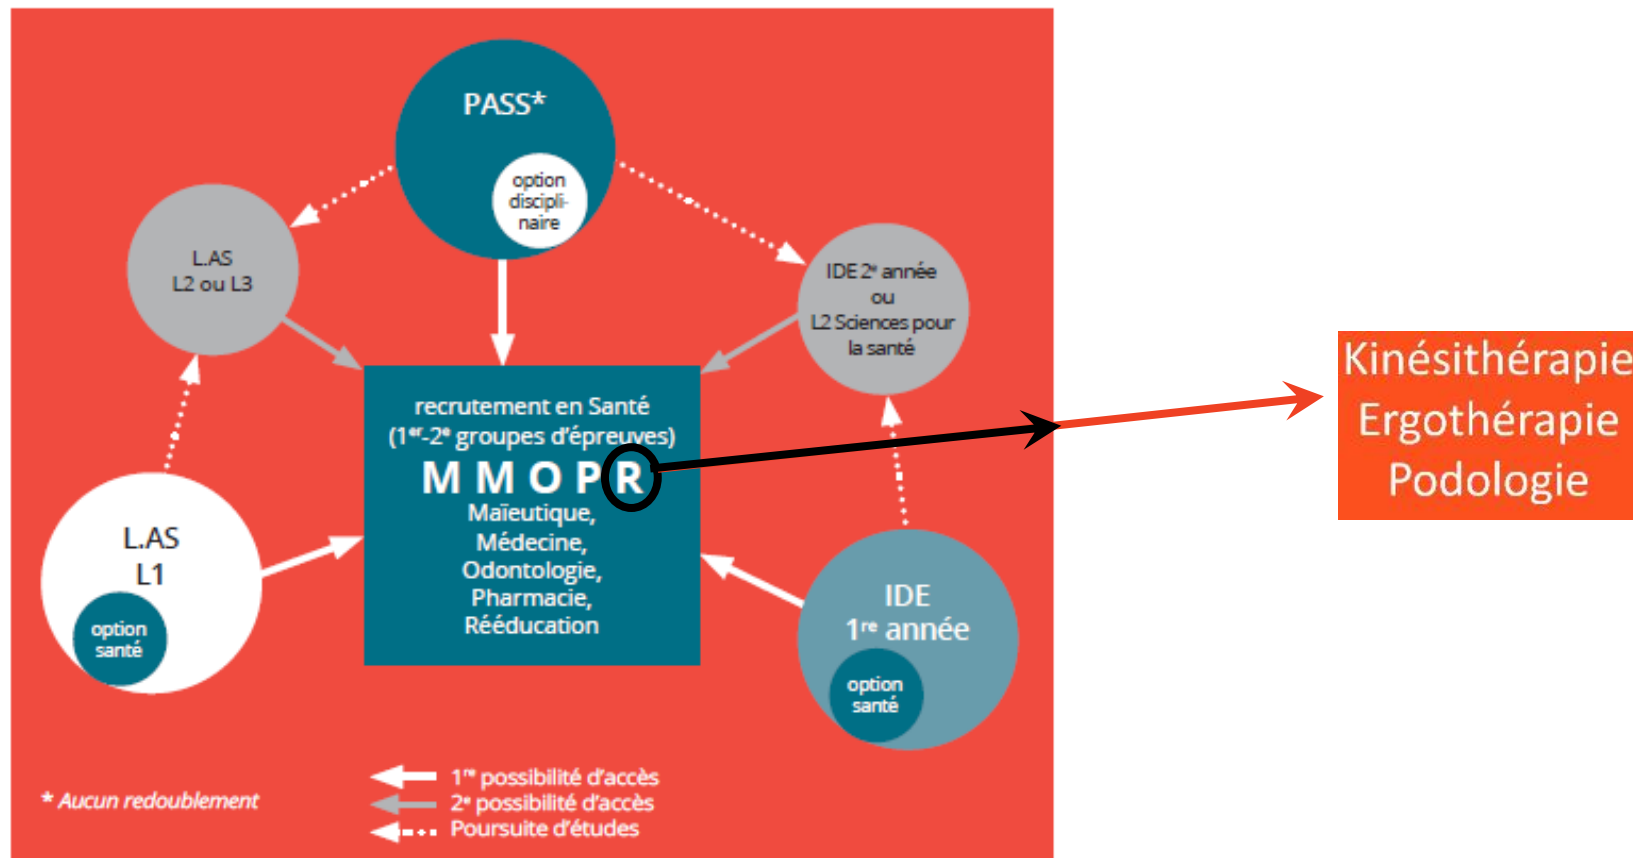 PASS*
option
discipli-
naire
L.AS
L2 ou L3
IDE 2e année
ou
L2 Sciences pour
la santé
recrutement en Santé
(1er-2e groupes d'épreuves)
M M O P R
Maïeutique,
Médecine,
Odontologie,
Pharmacie,
Rééducation
L.AS
L1
option
santé
IDE
1re année
option
santé
Kinésithérapie
Ergothérapie
Podologie
* Aucun redoublement
1re possibilité d'accès
2e possibilité d'accès
Poursuite d'études